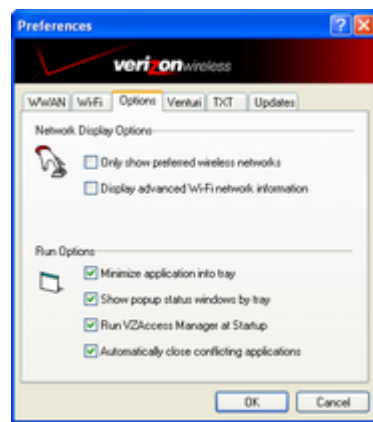 Preferences
verizonwireless
WWAN WiFi Options Venturi TXT Updates
Network Display Options
Only show preferred wireless networks
Display advanced Wi-Fi network information
Run Options
Minimize application into tray
Show popup status windows by tray
Run VZAccess Manager at Startup
Automatically close conflicting applications
OK Cancel